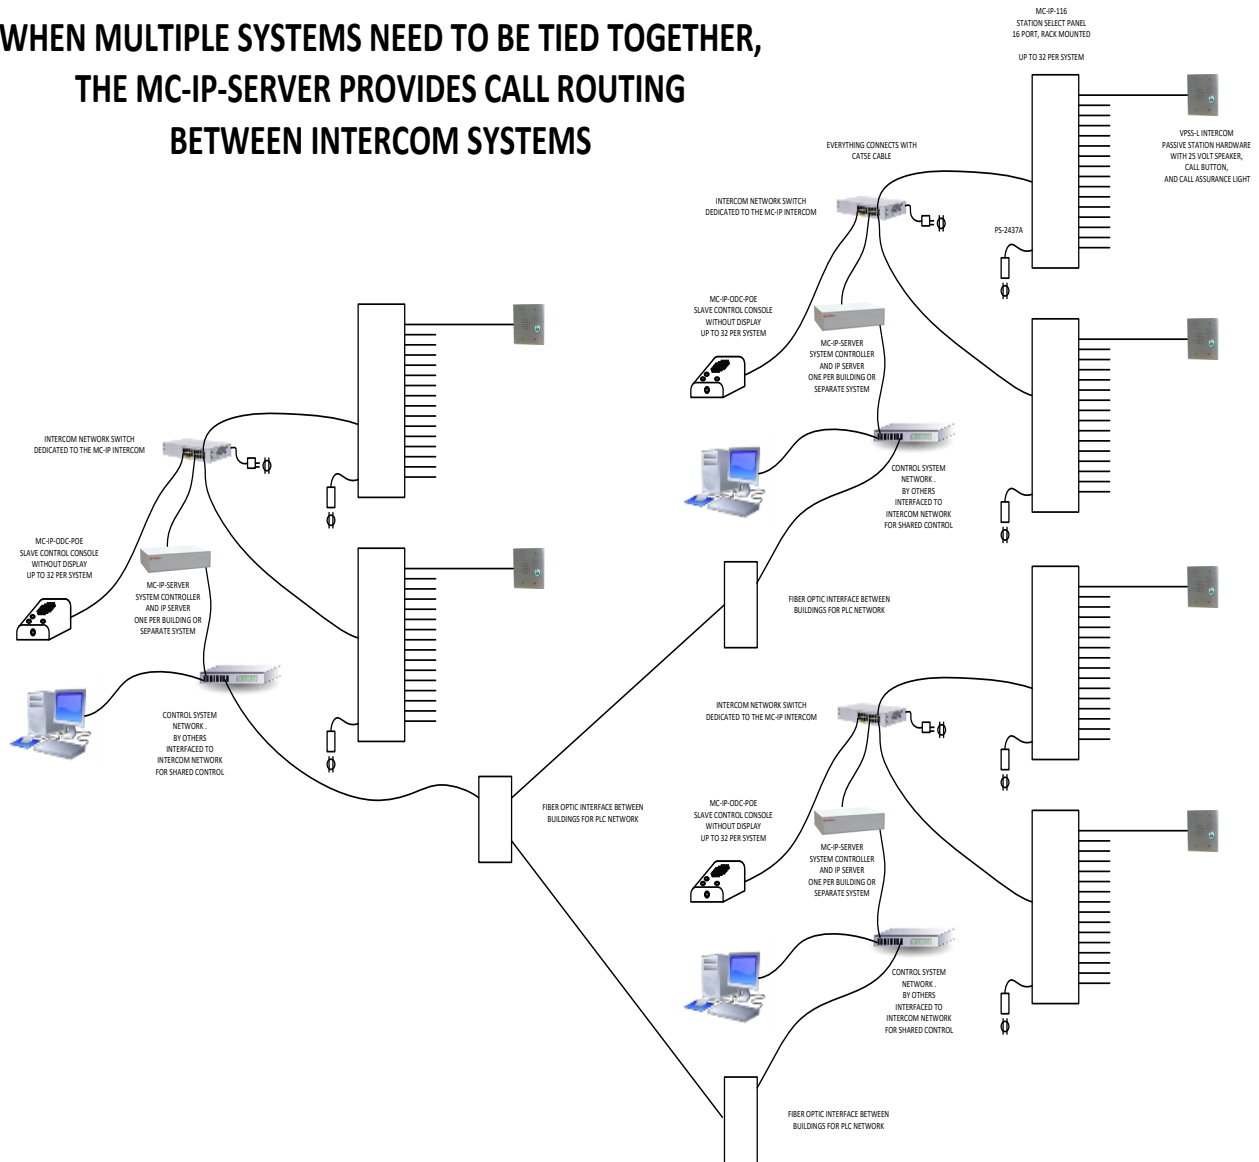 WHEN MULTIPLE SYSTEMS NEED TO BE TIED TOGETHER,
THE MC-IP-SERVER PROVIDES CALL ROUTING
BETWEEN INTERCOM SYSTEMS
MC-IP-116
STATION SELECT PANEL
16 PORT, RACK MOUNTED
UP TO 32 PER SYSTEM
VPSS-L INTERCOM
PASSIVE STATION HARDWARE
WITH 25 VOLT SPEAKER,
CALL BUTTON,
AND CALL ASSURANCE LIGHT
EVERYTHING CONNECTS WITH
CAT5E CABLE
INTERCOM NETWORK SWITCH
DEDICATED TO THE MC-IP INTERCOM
PS-2437A
MC-IP-ODC-POE
SLAVE CONTROL CONSOLE
WITHOUT DISPLAY
UP TO 32 PER SYSTEM
MC-IP-SERVER
SYSTEM CONTROLLER
AND IP SERVER
ONE PER BUILDING OR
SEPARATE SYSTEM
CONTROL SYSTEM
NETWORK .
BY OTHERS
INTERFACED TO
INTERCOM NETWORK
FOR SHARED CONTROL
FIBER OPTIC INTERFACE BETWEEN
BUILDINGS FOR PLC NETWORK
INTERCOM NETWORK SWITCH
DEDICATED TO THE MC-IP INTERCOM
MC-IP-ODC-POE
SLAVE CONTROL CONSOLE
WITHOUT DISPLAY
UP TO 32 PER SYSTEM
MC-IP-SERVER
SYSTEM CONTROLLER
AND IP SERVER
ONE PER BUILDING OR
SEPARATE SYSTEM
CONTROL SYSTEM
NETWORK .
BY OTHERS
INTERFACED TO
INTERCOM NETWORK
FOR SHARED CONTROL
FIBER OPTIC INTERFACE BETWEEN
BUILDINGS FOR PLC NETWORK
INTERCOM NETWORK SWITCH
DEDICATED TO THE MC-IP INTERCOM
MC-IP-ODC-POE
SLAVE CONTROL CONSOLE
WITHOUT DISPLAY
UP TO 32 PER SYSTEM
MC-IP-SERVER
SYSTEM CONTROLLER
AND IP SERVER
ONE PER BUILDING OR
SEPARATE SYSTEM
CONTROL SYSTEM
NETWORK .
BY OTHERS
INTERFACED TO
INTERCOM NETWORK
FOR SHARED CONTROL
FIBER OPTIC INTERFACE BETWEEN
BUILDINGS FOR PLC NETWORK